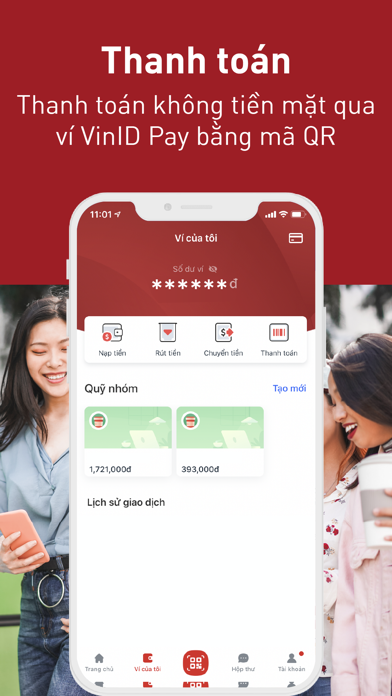 Thanh toán
Thanh toán không tiền mặt qua
ví VinID Pay bằng mã QR
11:01
Ví của tôi
Số dư ví
******đ
Nạp tiền Rút tiền Chuyển tiền Thanh toán
Quỹ nhóm Tạo mới
1,721,000đ 393,000đ
Lịch sử giao dịch
Trang chủ Ví của tôi Hộp thư Tài khoản